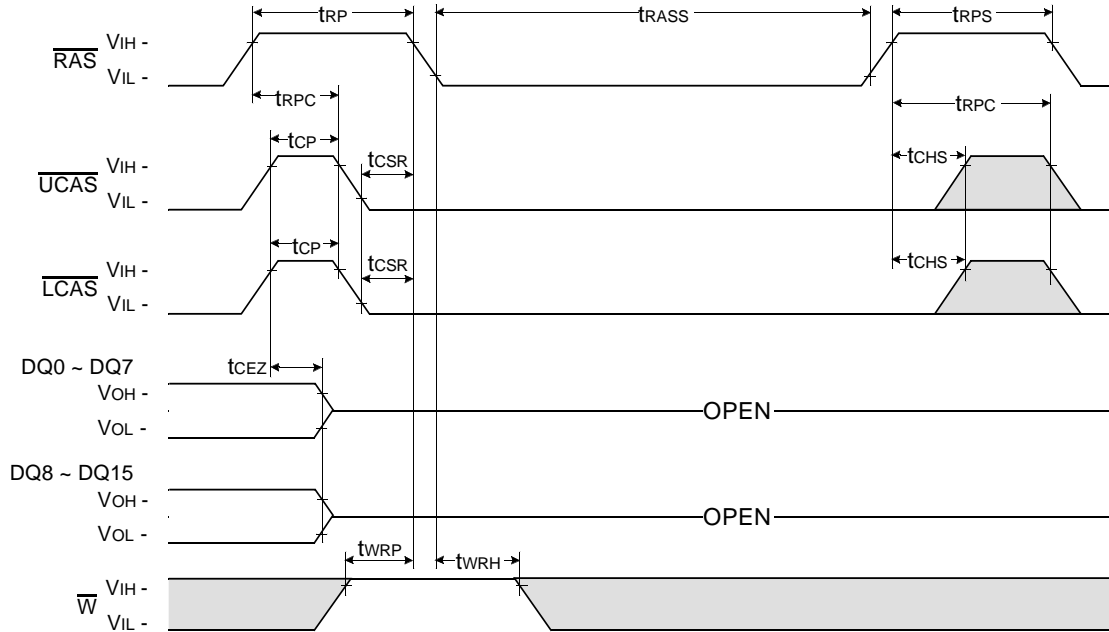 tRP tRASS tRPS
RAS VIH -
VIL -
tRPC tRPC
tCP tCSR tCHS
UCAS VIH -
VIL -
tCP tCSR tCHS
LCAS VIH -
VIL -
tCEZ
DQ0 ~ DQ7
VOH -
VOL -
OPEN
DQ8 ~ DQ15
VOH -
VOL -
OPEN
tWRP tWRH
W VIH -
VIL -